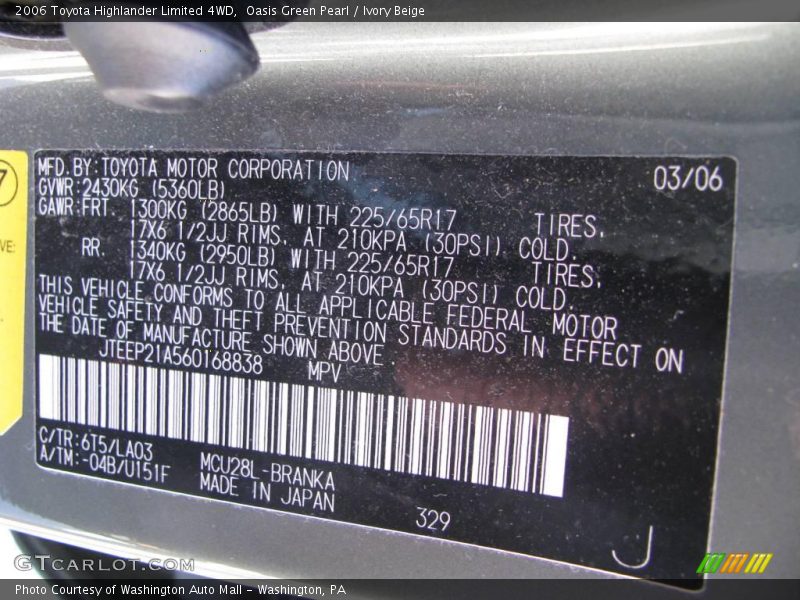 2006 Toyota Highlander Limited 4WD,  Oasis Green Pearl / Ivory Beige
7
VE:
MFD. BY: TOYOTA MOTOR CORPORATION 03/06
GVWR: 2430KG (5360LB)
GAWR: FRT 1300KG (2865LB) WITH 225/65R17 TIRES,
17X6 1/2JJ RIMS, AT 210KPA (30PSI) COLD.
RR. 1340KG (2950LB) WITH 225/65R17 TIRES,
17X6 1/2JJ RIMS, AT 210KPA (30PSI) COLD.
THIS VEHICLE CONFORMS TO ALL APPLICABLE FEDERAL MOTOR
VEHICLE SAFETY AND THEFT PREVENTION STANDARDS IN EFFECT ON
THE DATE OF MANUFACTURE SHOWN ABOVE.
JTEEP21A560168838 MPV
C/TR: 6T5/LA03
A/TM: -04B/U151F
MCU28L-BRANKA
MADE IN JAPAN
329
J
GTCARLOT.COM
Photo Courtesy of Washington Auto Mall - Washington, PA